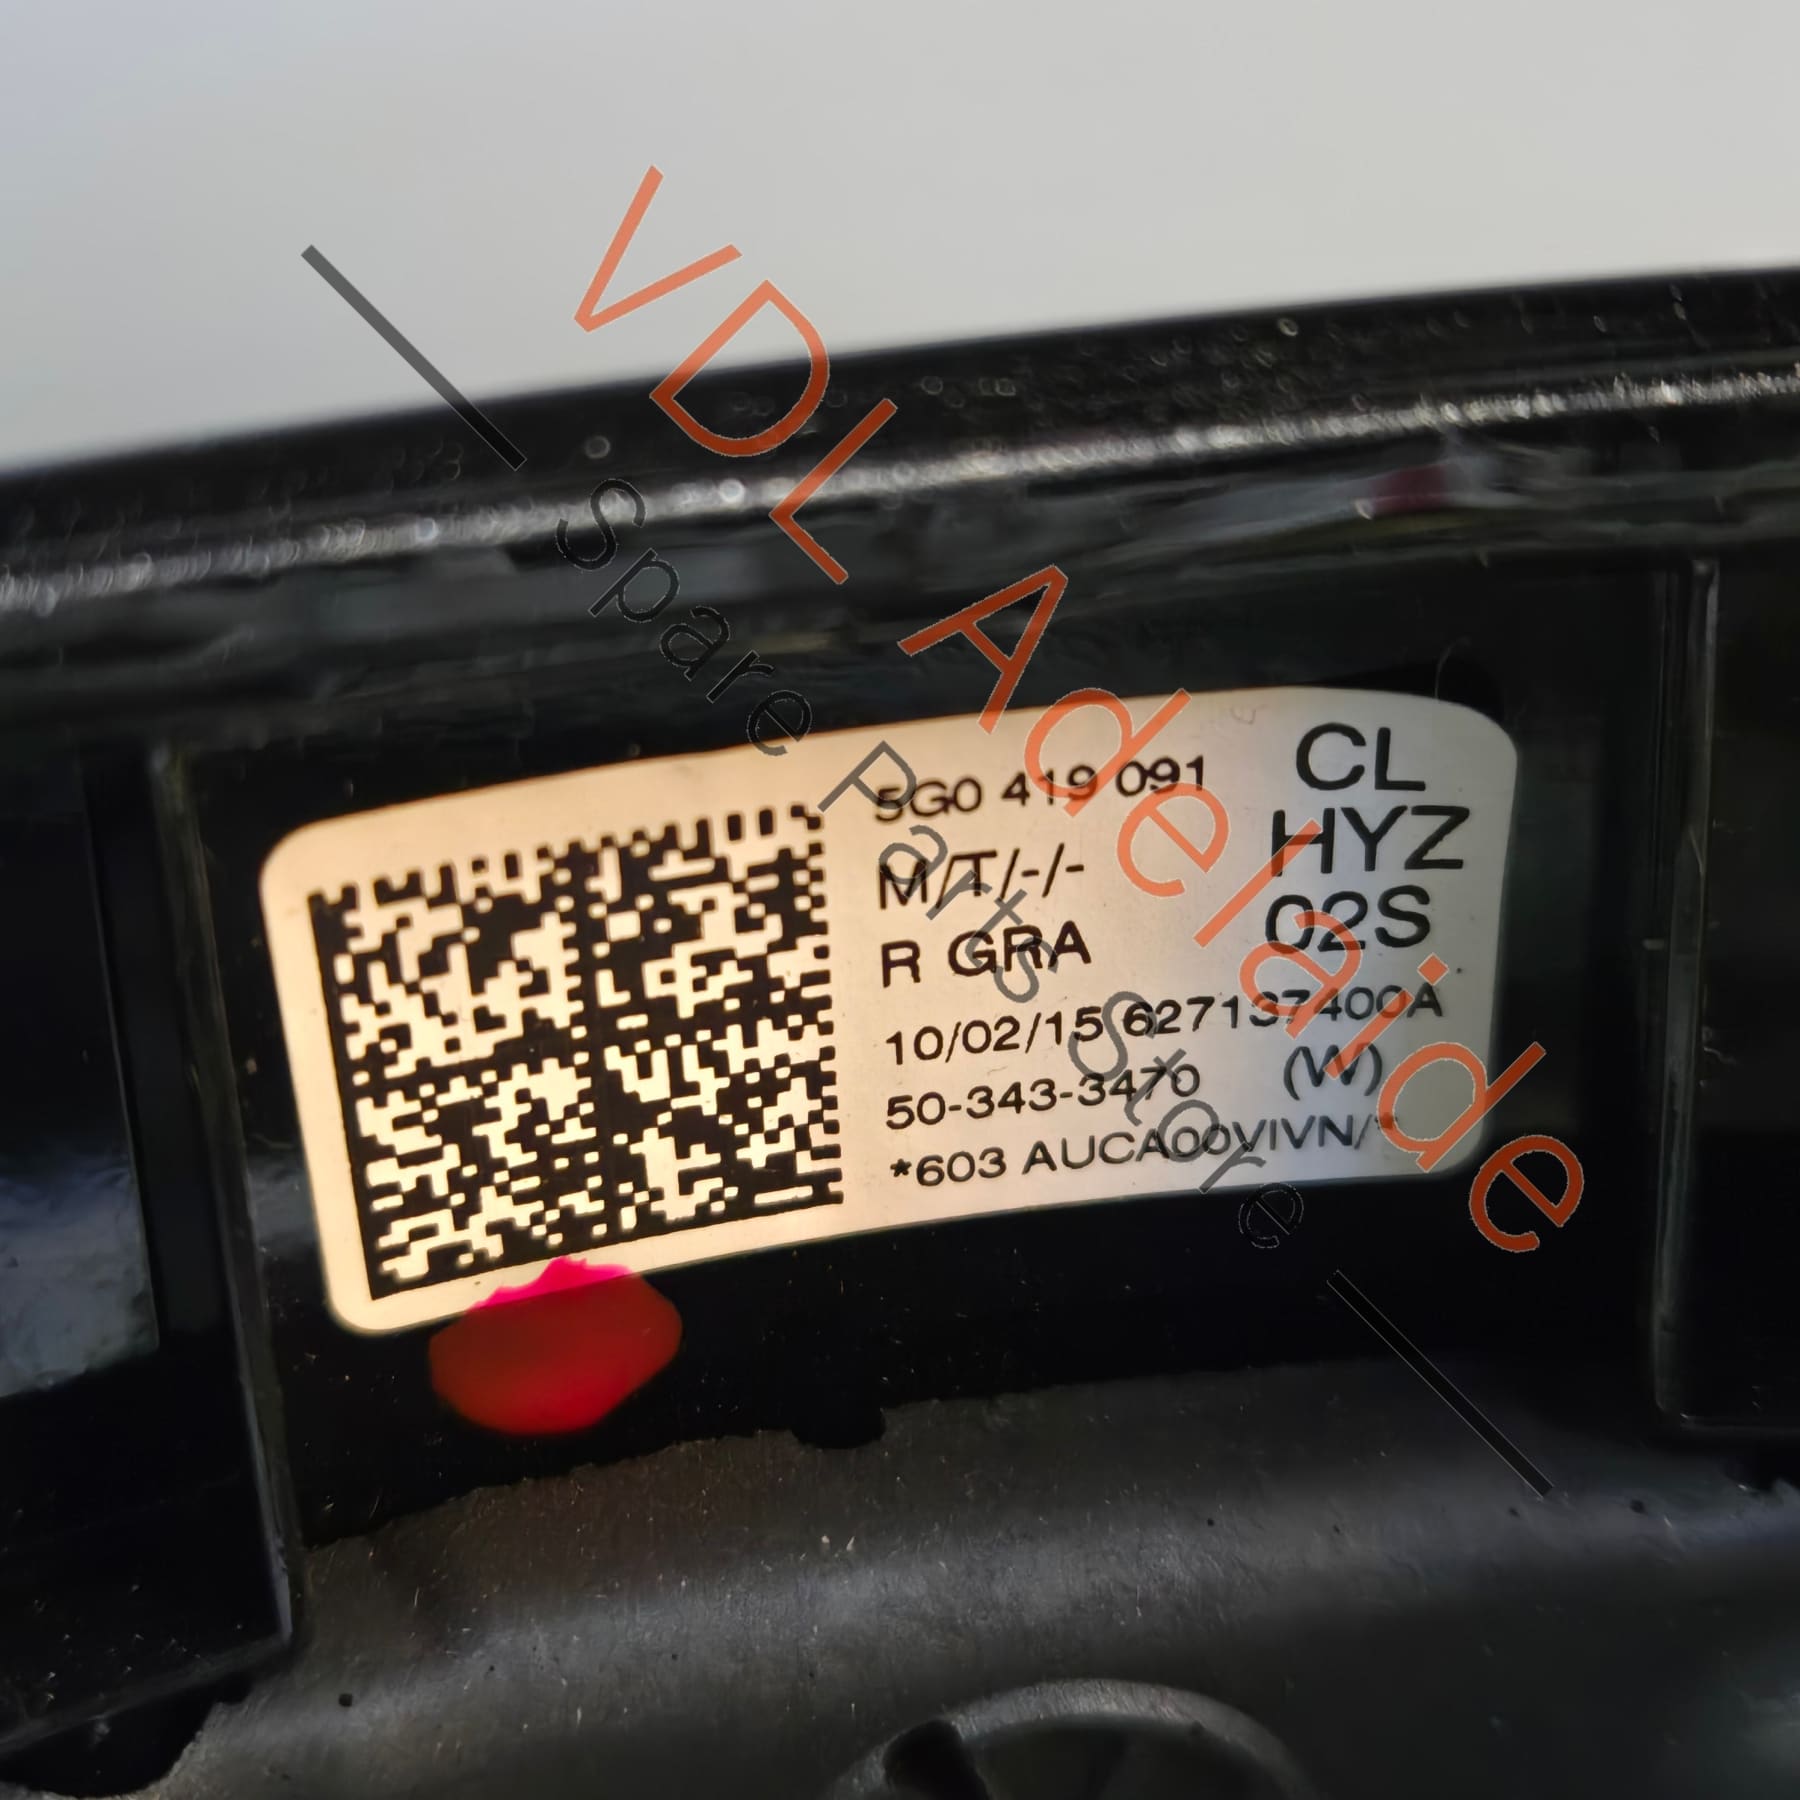 VDL Adelaide
Spare Parts Store
5G0 419 091
CL
M/T/-/-
HYZ
R GRA
02S
10/02/15 627137400A
50-343-3470
(W)
*603 AUCA00VIVN/*